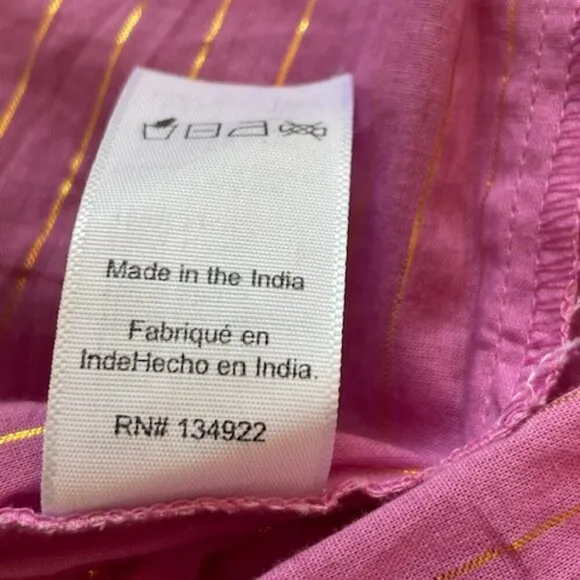 Made in the India
Fabriqué en
IndeHecho en India.
RN# 134922